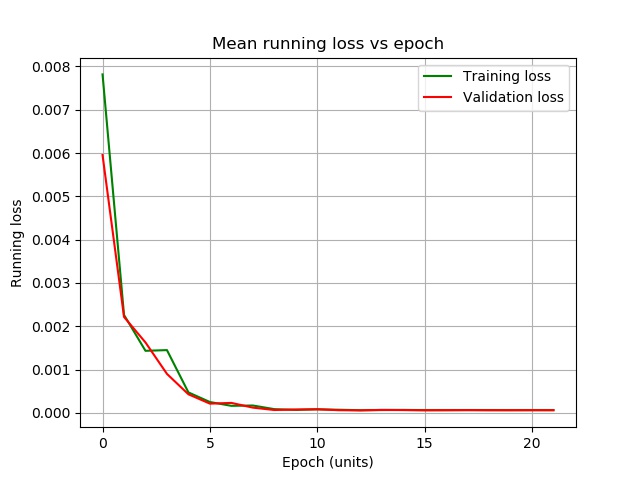 Mean running loss vs epoch
Training loss
Validation loss
0.008
0.007
0.006
0.005
0.004
0.003
0.002
0.001
0.000
Running loss
0 5 10 15 20
Epoch (units)